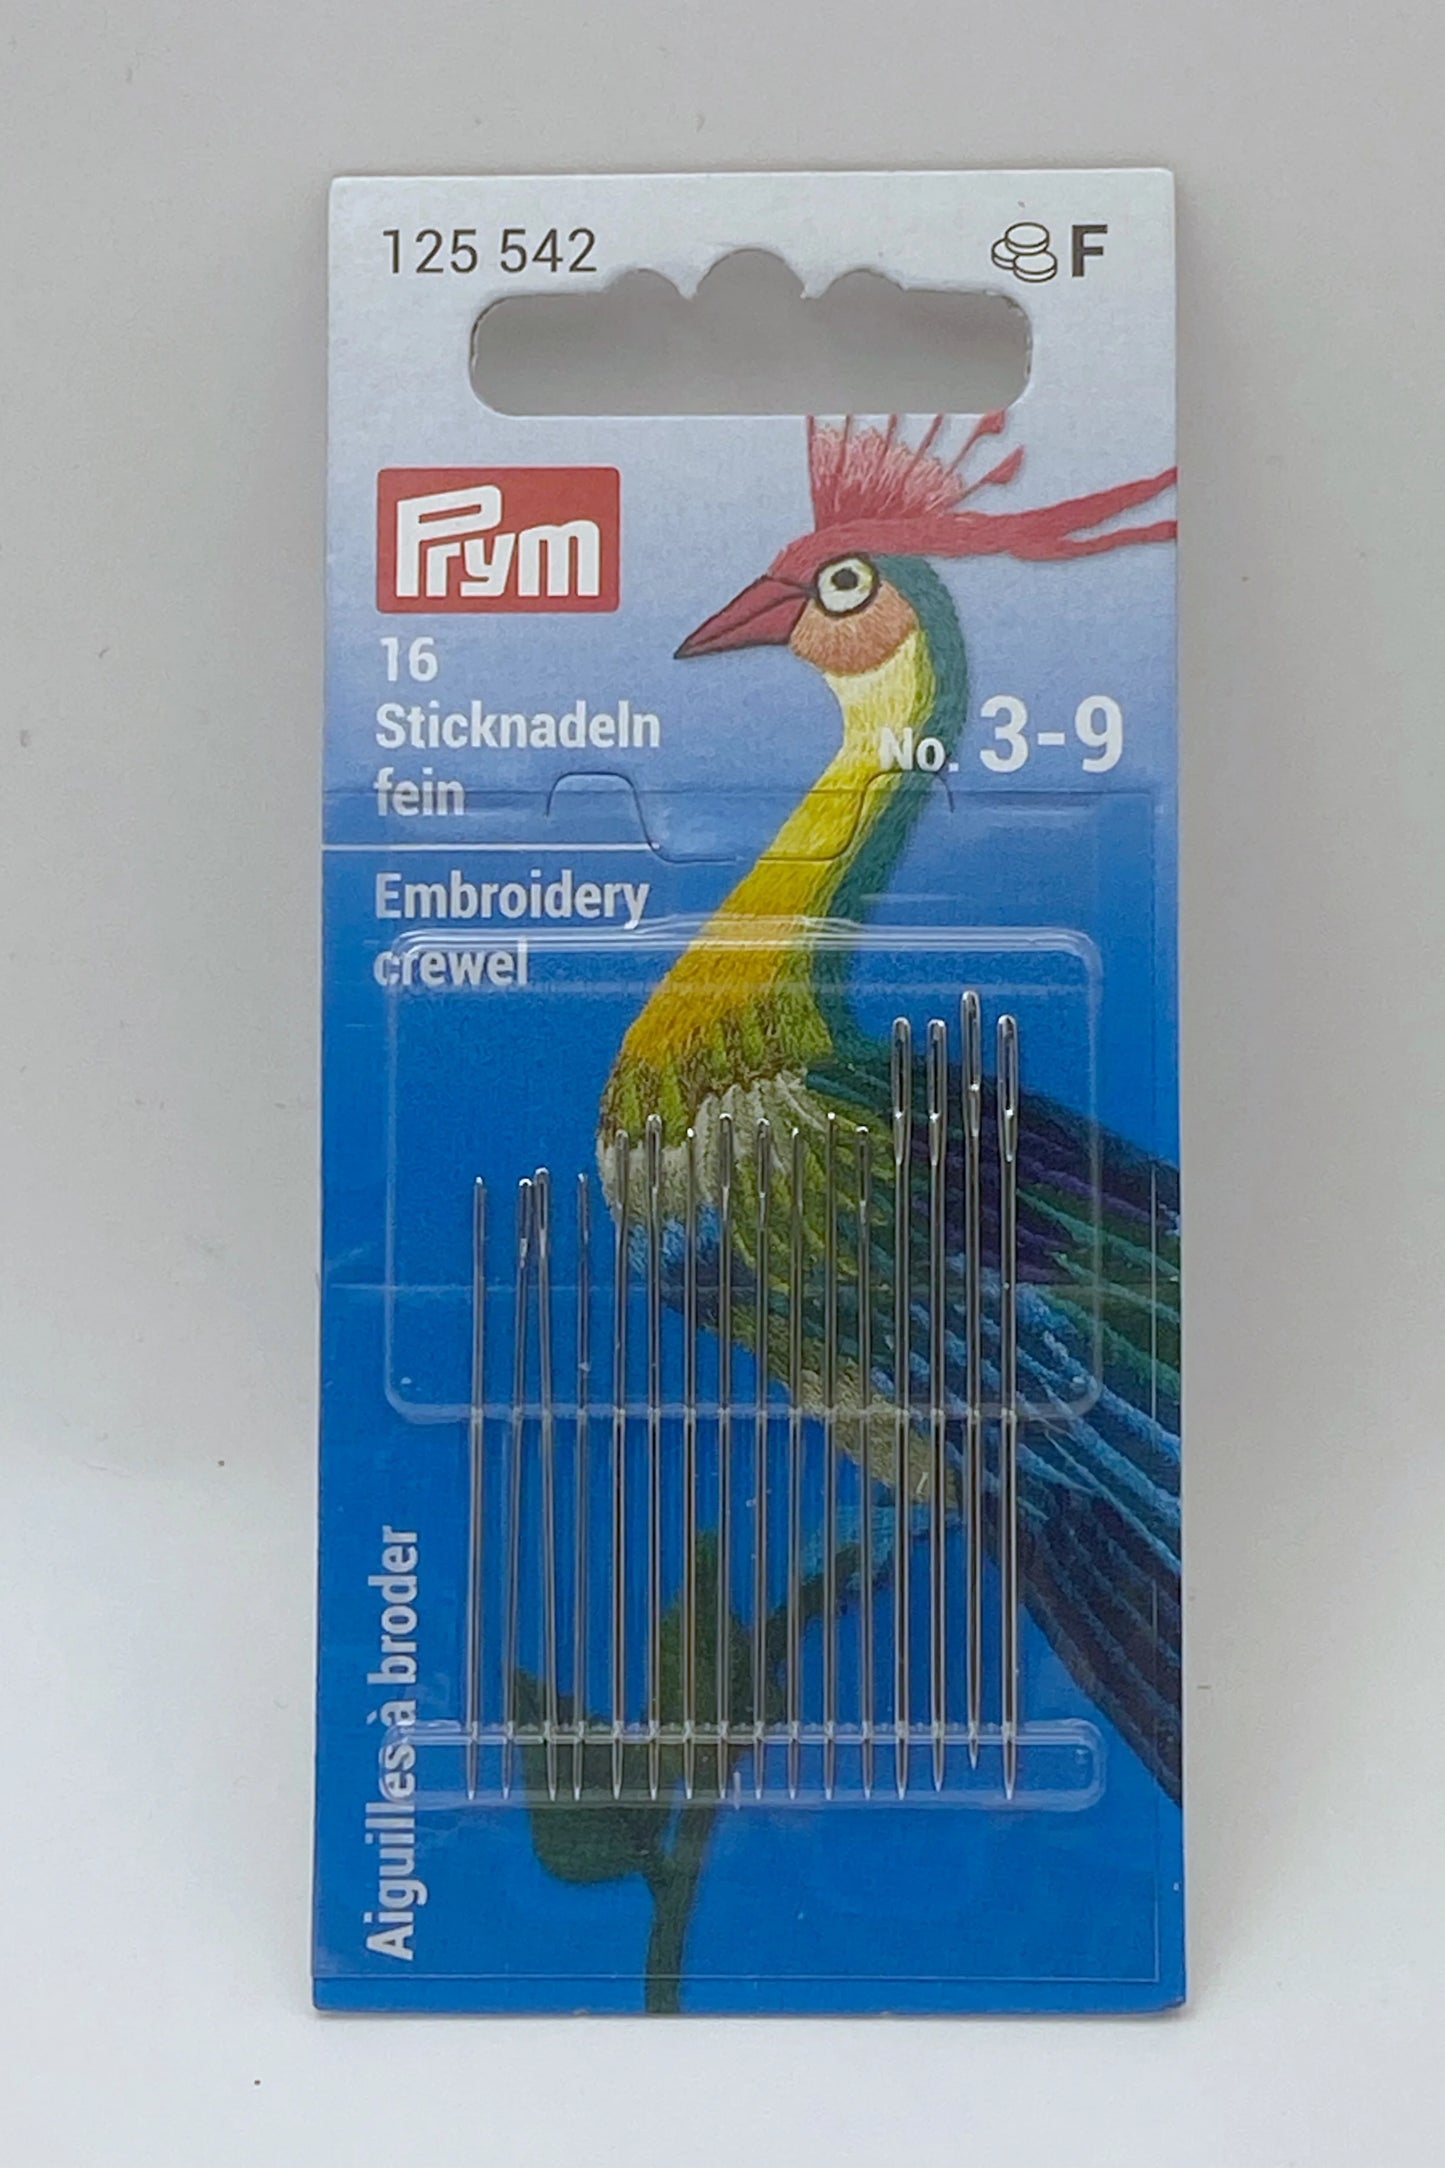 125 542
F
Prym
16
Sticknadeln
fein
No. 3-9
Embroidery
crewel
Aiguilles à broder